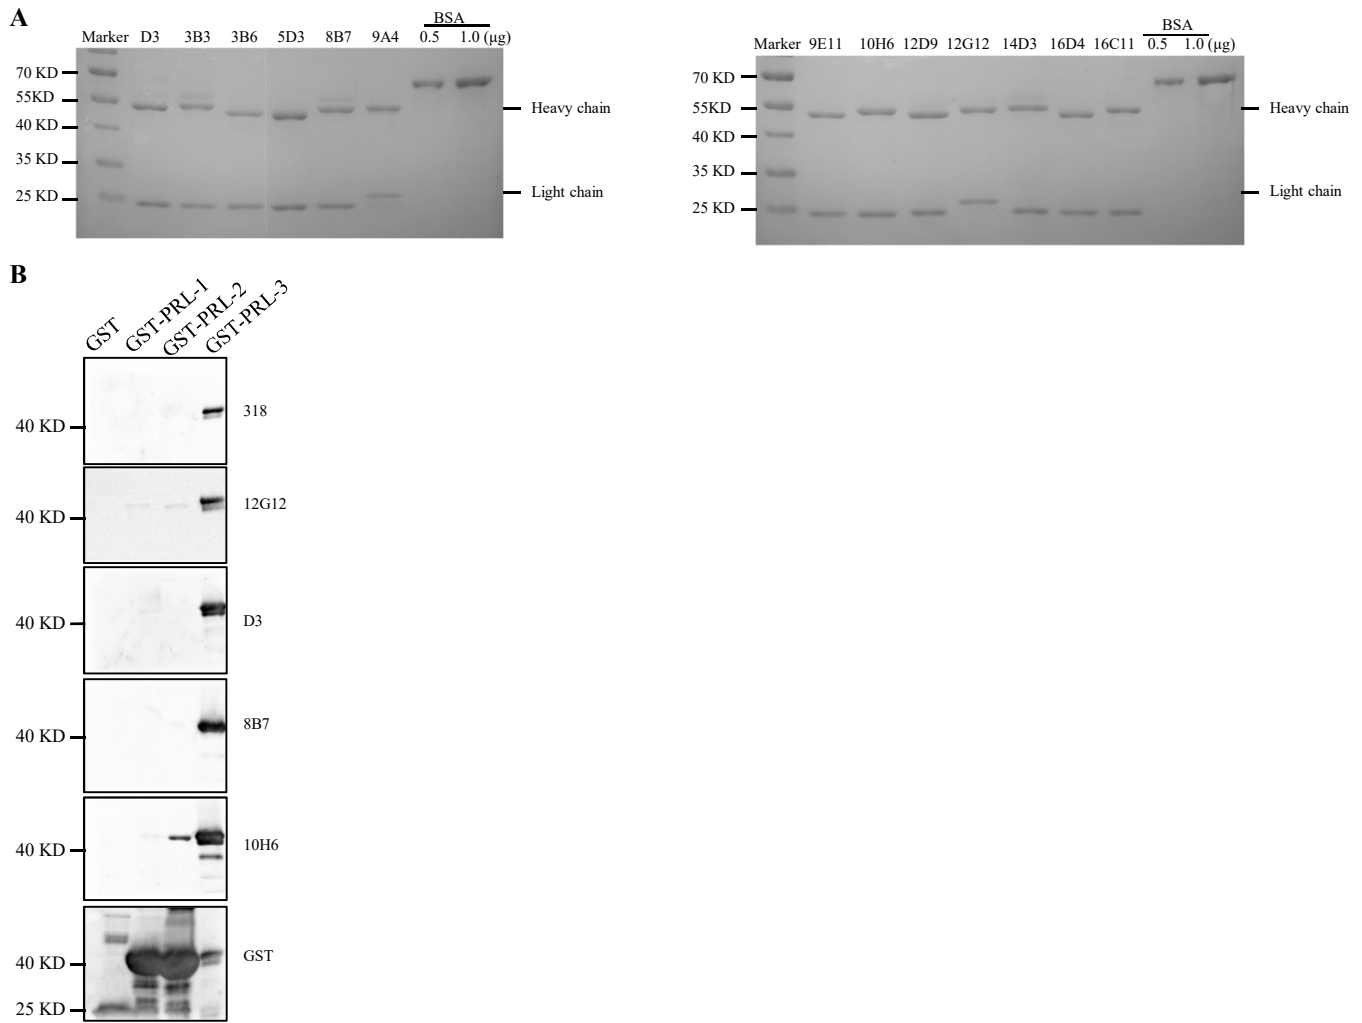 A
BSA
Marker D3 3B3 3B6 5D3 8B7 9A4 0.5 1.0 (μg)
70 KD
55KD
40 KD
35 KD
25 KD
Heavy chain
Light chain
BSA
Marker 9E11 10H6 12D9 12G12 14D3 16D4 16C11 0.5 1.0 (μg)
70 KD
55KD
40 KD
35 KD
25 KD
Heavy chain
Light chain
B
GST
GST-PRL-1
GST-PRL-2
GST-PRL-3
40 KD
318
40 KD
12G12
40 KD
D3
40 KD
8B7
40 KD
10H6
40 KD
25 KD
GST